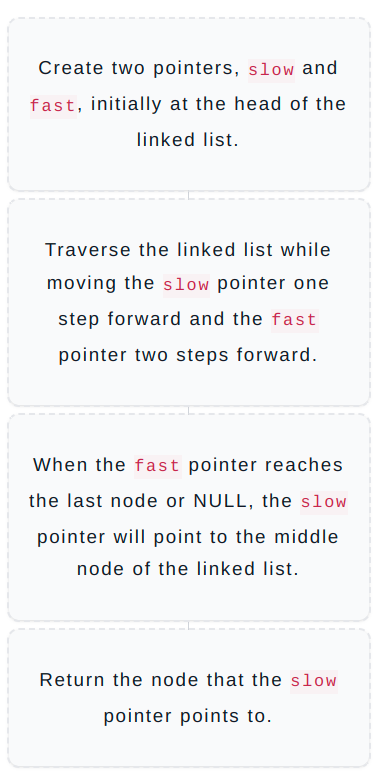 Create two pointers, slow and
fast, initially at the head of the
linked list.
Traverse the linked list while
moving the slow pointer one
step forward and the fast
pointer two steps forward.
When the fast pointer reaches
the last node or NULL, the slow
pointer will point to the middle
node of the linked list.
Return the node that the slow
pointer points to.